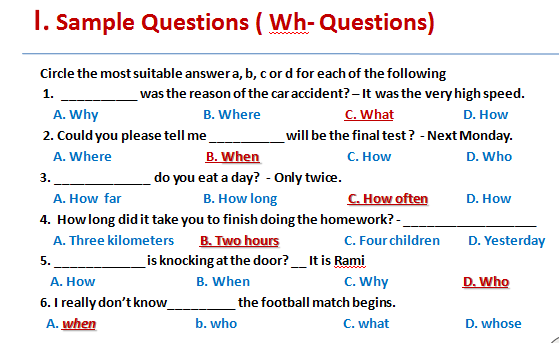 I. Sample Questions ( Wh- Questions)
Circle the most suitable answer a, b, c or d for each of the following
1. __________ was the reason of the car accident? – It was the very high speed.
A. Why B. Where C. What D. How
2. Could you please tell me __________ will be the final test ? - Next Monday.
A. Where B. When C. How D. Who
3. ____________ do you eat a day? - Only twice.
A. How far B. How long C. How often D. How
4. How long did it take you to finish doing the homework? - _________________
A. Three kilometers B. Two hours C. Four children D. Yesterday
5. ____________ is knocking at the door? __ It is Rami
A. How B. When C. Why D. Who
6. I really don't know_________ the football match begins.
A. when b. who C. what D. whose